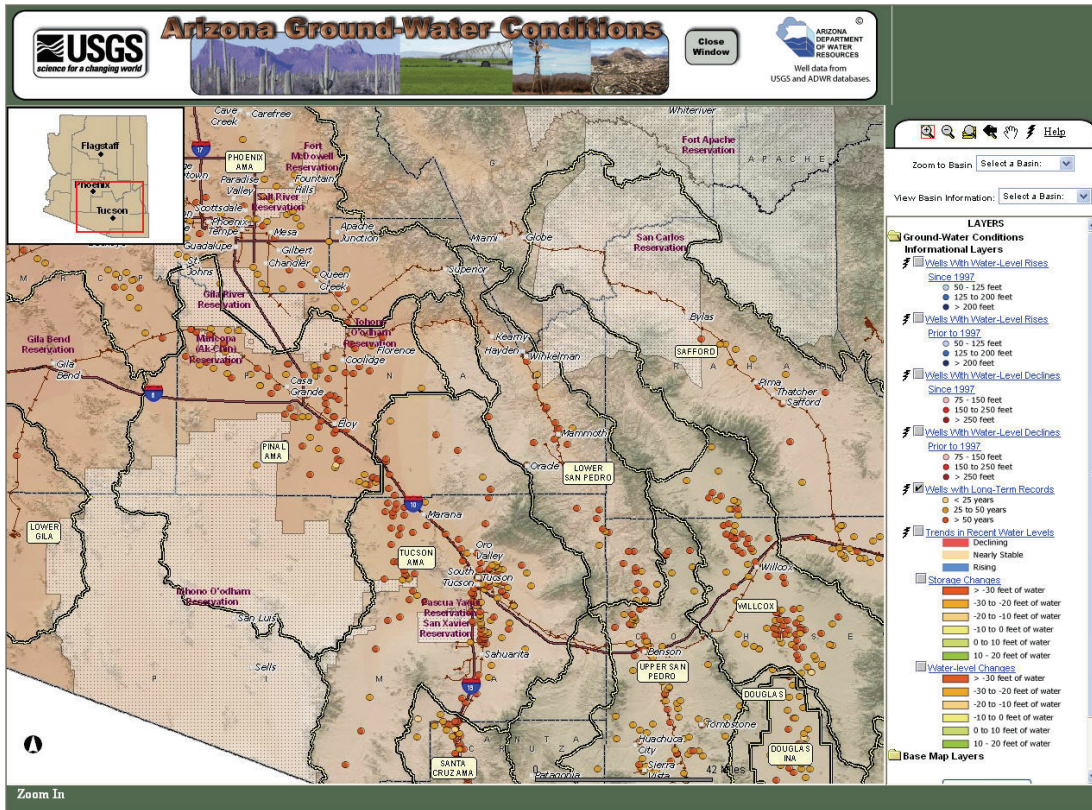 USGS
science for a changing world
Arizona Ground-Water Conditions
Close
Window
©
ARIZONA
DEPARTMENT
OF WATER
RESOURCES
Well data from
USGS and ADWR databases.
Flagstaff
Phoenix
Tucson
Cave
Creek
Carefree
17
Fort
McDowell
Reservation
PHOENIX
AMA
Paradise
Valley
Fountain
Hills
Scottsdale
Salt River
Reservation
Phoenix
Tempe
Mesa
Apache
Junction
Guadalupe
Gilbert
Chandler
St.
Johns
Queen
Creek
Gila River
Reservation
Whiteriver
Fort Apache
Reservation
A P A C H E
G I L A
Miami
Globe
San Carlos
Reservation
Superior
Bylas
M A R I C O P A
Gila Bend
Reservation
Gila
Bend
Maricopa
(Ak-Chin)
Reservation
Tohono
O'odham
Reservation
Florence
Coolidge
Kearny
Hayden
Winkelman
SAFFORD
G R A H A M
Pima
Thatcher
Safford
8
Casa
Grande
P I N A L
Eloy
PINAL
AMA
Mammoth
Oracle
LOWER
SAN PEDRO
LOWER
GILA
10
Marana
TUCSON
AMA
Oro
Valley
South
Tucson
Tucson
Willcox
Tohono O'odham
Reservation
San Luis
Pascua Yaqui
Reservation
San Xavier
Reservation
WILLCOX
C O C H I S E
Sells
Sahuarita
Benson
UPPER SAN
PEDRO
P I M A
19
DOUGLAS
Tombstone
SANTA
CRUZ AMA
S A N T A
C R U Z
Huachuca
City
Sierra
Vista
DOUGLAS
INA
Patagonia
0 42 Miles
Zoom In
Help
Zoom to Basin
Select a Basin:
View Basin Information:
Select a Basin:
LAYERS
Ground-Water Conditions
Informational Layers
Wells With Water-Level Rises
Since 1997
50 - 125 feet
125 to 200 feet
> 200 feet
Wells With Water-Level Rises
Prior to 1997
50 - 125 feet
125 to 200 feet
> 200 feet
Wells With Water-Level Declines
Since 1997
75 - 150 feet
150 to 250 feet
> 250 feet
Wells With Water-Level Declines
Prior to 1997
75 - 150 feet
150 to 250 feet
> 250 feet
Wells with Long-Term Records
< 25 years
25 to 50 years
> 50 years
Trends in Recent Water Levels
Declining
Nearly Stable
Rising
Storage Changes
> -30 feet of water
-30 to -20 feet of water
-20 to -10 feet of water
-10 to 0 feet of water
0 to 10 feet of water
10 - 20 feet of water
Water-level Changes
> -30 feet of water
-30 to -20 feet of water
-20 to -10 feet of water
-10 to 0 feet of water
0 to 10 feet of water
10 - 20 feet of water
Base Map Layers